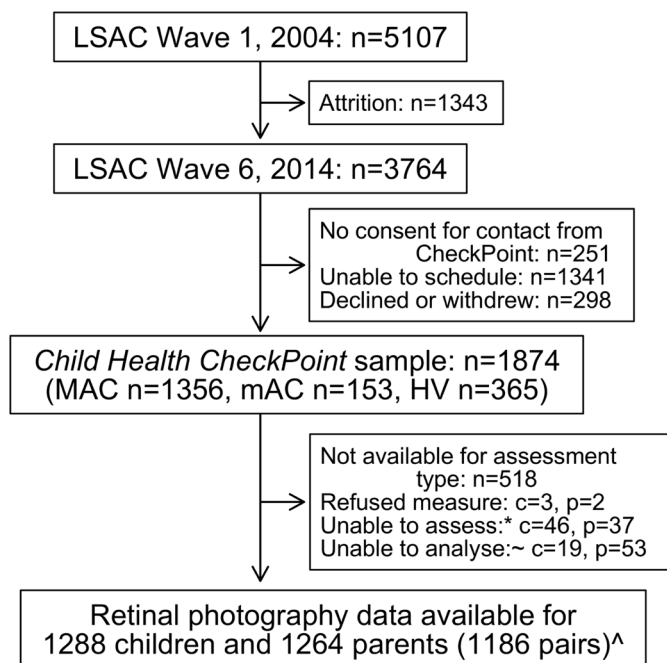 LSAC Wave 1, 2004: n=5107
Attrition: n=1343
LSAC Wave 6, 2014: n=3764
No consent for contact from
CheckPoint: n=251
Unable to schedule: n=1341
Declined or withdrew: n=298
Child Health CheckPoint sample: n=1874
(MAC n=1356, mAC n=153, HV n=365)
Not available for assessment
type: n=518
Refused measure: c=3, p=2
Unable to assess:* c=46, p=37
Unable to analyse:~ c=19, p=53
Retinal photography data available for
1288 children and 1264 parents (1186 pairs)^